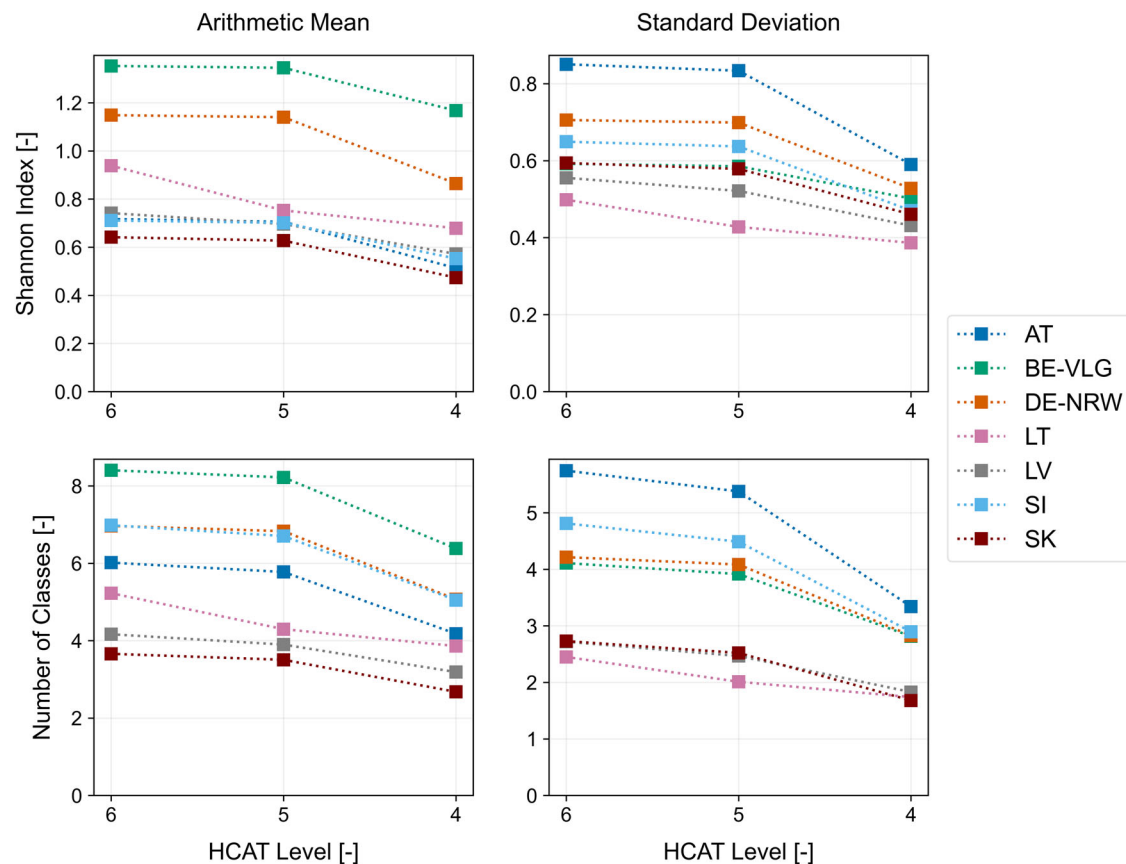 Arithmetic Mean
Standard Deviation
Shannon Index [-]
1.2
1.0
0.8
0.6
0.4
0.2
0.0
6
5
4
0.8
0.6
0.4
0.2
0.0
6
5
4
Number of Classes [-]
8
6
4
2
0
6
5
4
HCAT Level [-]
5
4
3
2
1
0
6
5
4
HCAT Level [-]
AT
BE-VLG
DE-NRW
LT
LV
SI
SK